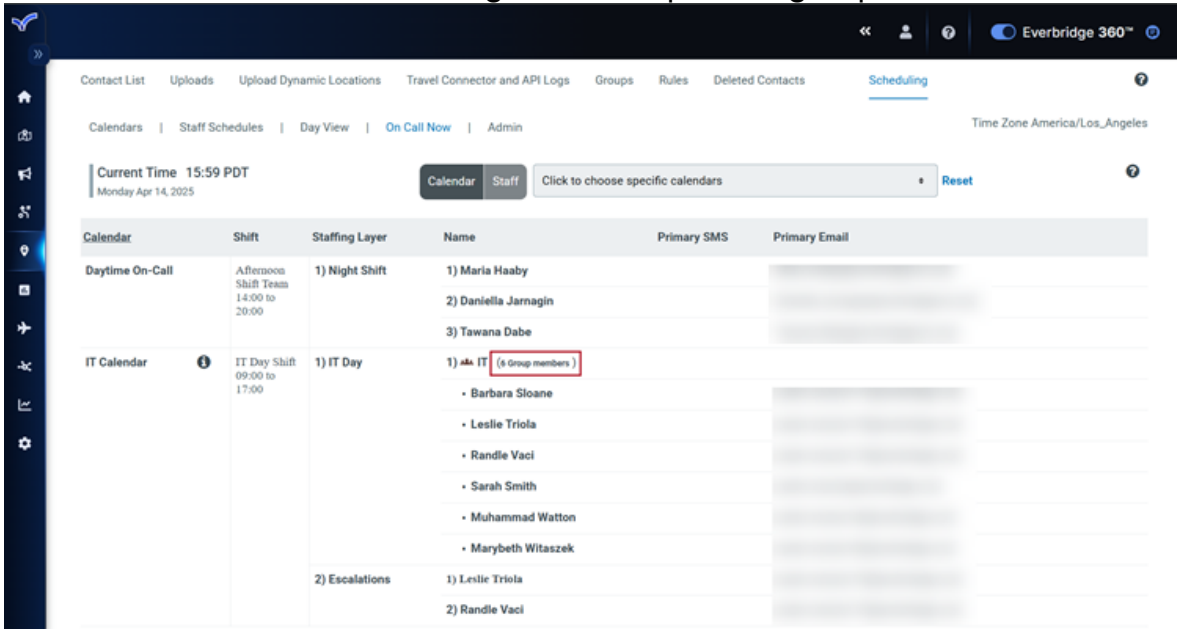 Everbridge 360™
Contact List Uploads Upload Dynamic Locations Travel Connector and API Logs Groups Rules Deleted Contacts Scheduling
Calendars | Staff Schedules | Day View | On Call Now | Admin
Time Zone America/Los_Angeles
Current Time 15:59 PDT
Monday Apr 14, 2025
Calendar Staff Click to choose specific calendars Reset
Calendar Shift Staffing Layer Name Primary SMS Primary Email
Daytime On-Call
Afternoon
Shift Team
14:00 to
20:00
1) Night Shift
1) Maria Haaby
2) Daniella Jarnagin
3) Tawana Dabe
IT Calendar
IT Day Shift
09:00 to
17:00
1) IT Day
1) IT (6 Group members)
• Barbara Sloane
• Leslie Triola
• Randle Vaci
• Sarah Smith
• Muhammad Watton
• Marybeth Witaszek
2) Escalations
1) Leslie Triola
2) Randle Vaci